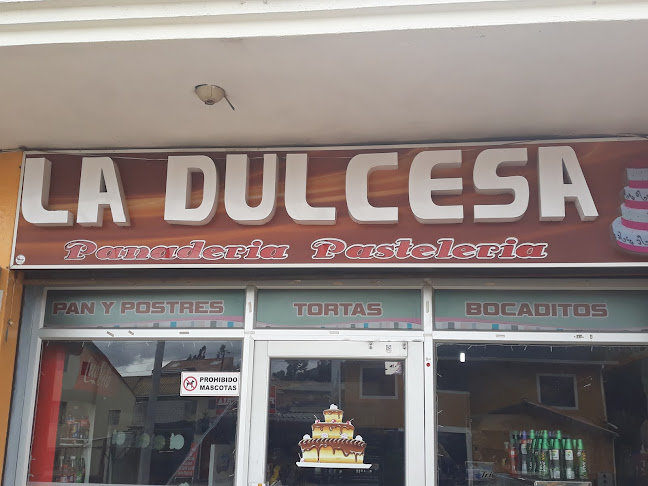 LA DULCESA
Panaderia Pasteleria
PAN Y POSTRES
TORTAS
BOCADITOS
PROHIBIDO
MASCOTAS